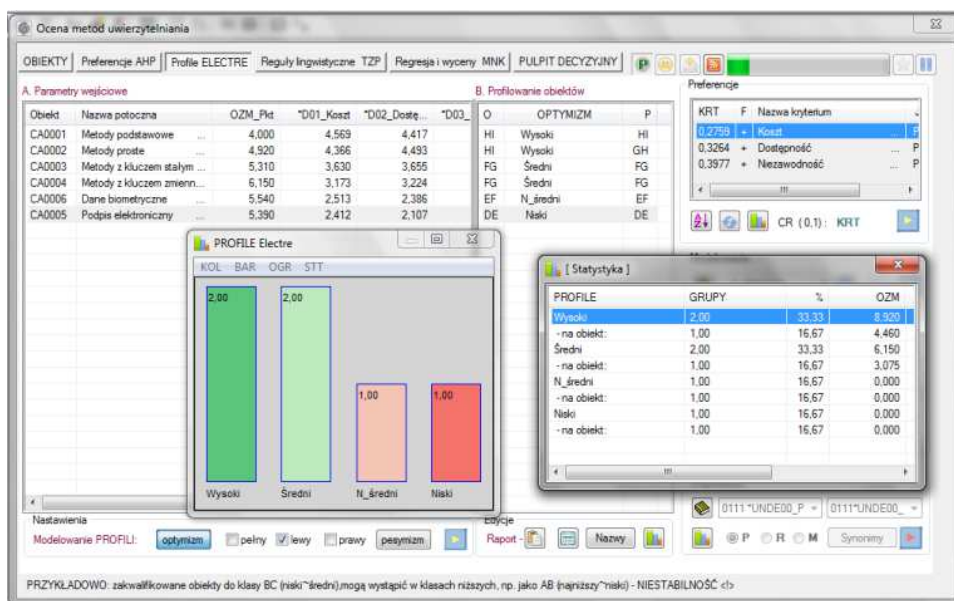 Ocena metod uwierzytelniania
OBIEKTY Preferencje AHP Profile ELECTRE Reguły lingwistyczne TZP Regresja i wyceny MNK PULPIT DECYZYJNY P
A. Parametry wejściowe
Obiekt Nazwa potoczna OZM_Pkt *D01_Koszt *D02_Dostę... *D03_
CA0001 Metody podstawowe ... 4,000 4,569 4,417
CA0002 Metody proste ... 4,920 4,366 4,493
CA0003 Metody z kluczem stałym ... 5,310 3,630 3,655
CA0004 Metody z kluczem zmienn... 6,150 3,173 3,224
CA0006 Dane biometryczne ... 5,540 2,513 2,386
CA0005 Podpis elektroniczny ... 5,390 2,412 2,107
B. Profilowanie obiektów
O OPTYMIZM P
HI Wysoki HI
HI Wysoki GH
FG Średni FG
FG Średni FG
EF N_średni EF
DE Niski DE
Preferencje
KRT F Nazwa kryterium
0,2759 + Koszt ... P
0,3264 + Dostępność ... P
0,3977 + Niezawodność ... P
CR (0,1): KRT
PROFILE Electre
KOL BAR OGR STT
2,00 2,00
1,00 1,00
Wysoki Średni N_średni Niski
[ Statystyka ]
PROFILE GRUPY % OZM
Wysoki 2,00 33,33 8,920
- na obiekt: 1,00 16,67 4,460
Średni 2,00 33,33 6,150
- na obiekt: 1,00 16,67 3,075
N_średni 1,00 16,67 0,000
- na obiekt: 1,00 16,67 0,000
Niski 1,00 16,67 0,000
- na obiekt: 1,00 16,67 0,000
0111*UNDE00_P 0111*UNDE00_
P R M Synonimy
Nastawienia
Modelowanie PROFILI: optymizm pełny lewy prawy pesymizm
Edycje
Raport - Nazwy
PRZYKŁADOWO: zakwalifikowane obiekty do klasy BC (niski~średni),mogą wystąpić w klasach niższych, np. jako AB (najniższy~niski) - NIESTABILNOŚĆ <!>